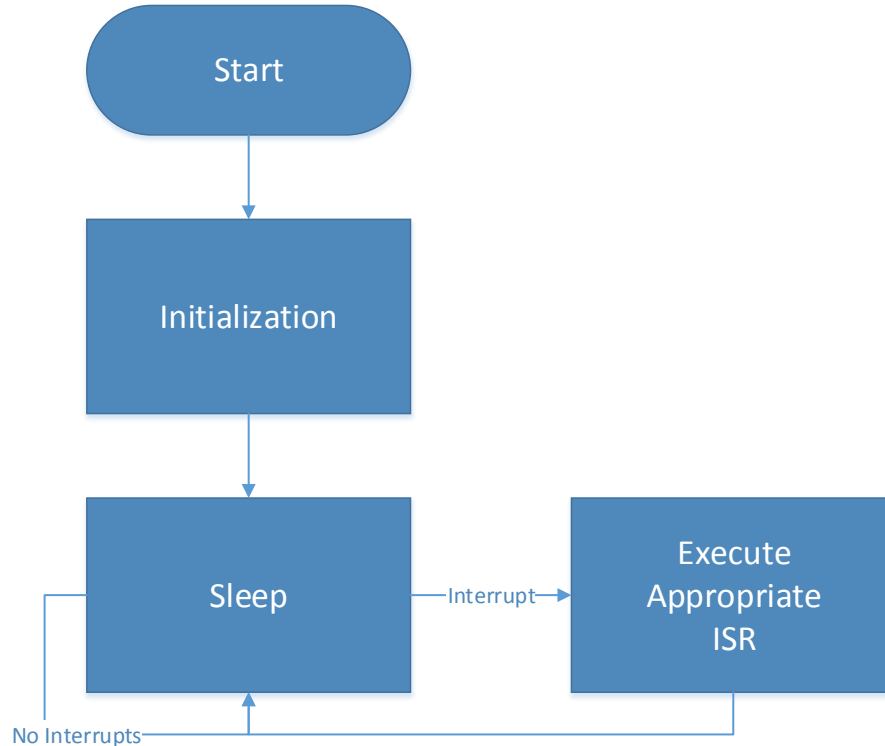 Start
Initialization
Sleep
Interrupt
Execute
Appropriate
ISR
No Interrupts